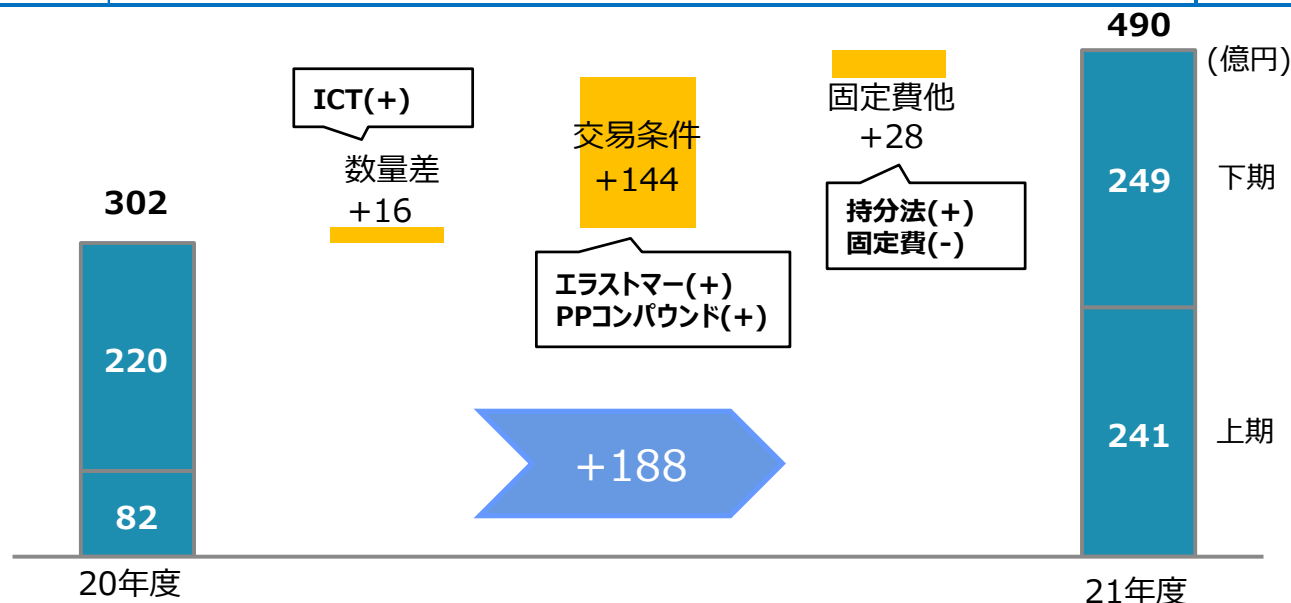 490
(億円)
ICT(+)
数量差
+16
交易条件
+144
固定費他
+28
302
220
82
エラストマー(+)
PPコンパウンド(+)
持分法(+)
固定費(-)
249
下期
241
上期
+188
20年度
21年度